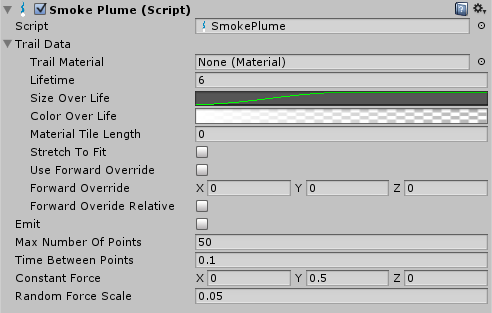 Smoke Plume (Script)
Script SmokePlume
Trail Data
Trail Material None (Material)
Lifetime 6
Size Over Life
Color Over Life
Material Tile Length 0
Stretch To Fit
Use Forward Override
Forward Override X 0 Y 0 Z 0
Forward Overide Relative
Emit
Max Number Of Points 50
Time Between Points 0.1
Constant Force X 0 Y 0.5 Z 0
Random Force Scale 0.05